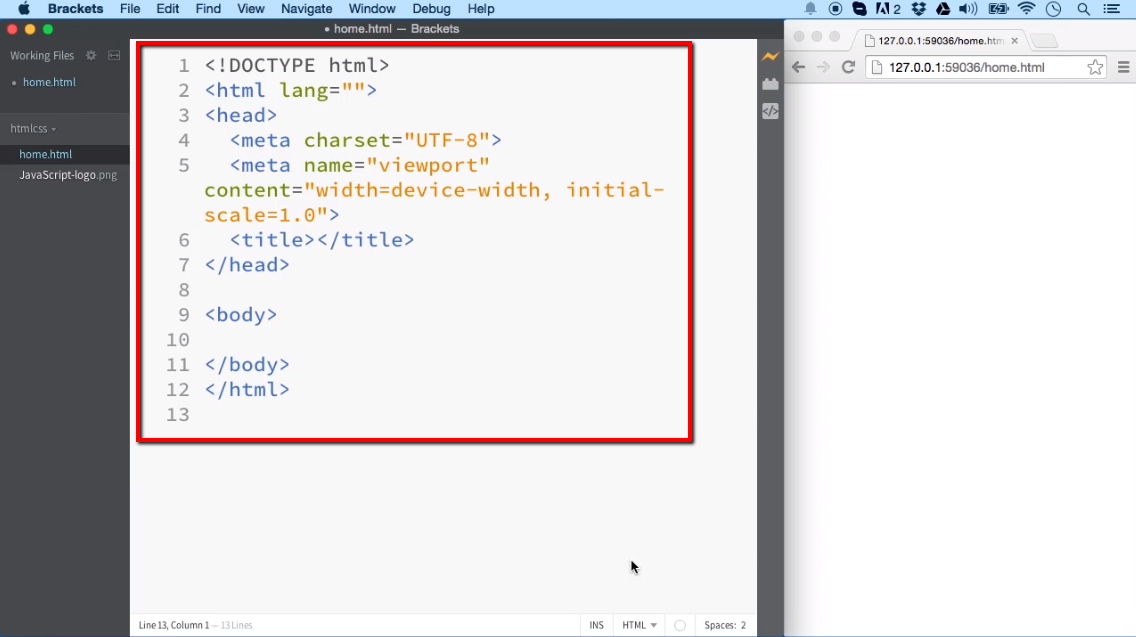 Brackets File Edit Find View Navigate Window Debug Help 2
• home.html — Brackets
Working Files
• home.html
htmlcss
home.html
JavaScript-logo.png
1 <!DOCTYPE html>
2 <html lang="">
3 <head>
4 <meta charset="UTF-8">
5 <meta name="viewport"
content="width=device-width, initial-
scale=1.0">
6 <title></title>
7 </head>
8
9 <body>
10
11 </body>
12 </html>
13
Line 13, Column 1 — 13 Lines
INS HTML Spaces: 2
127.0.0.1:59036/home.htm
127.0.0.1:59036/home.html